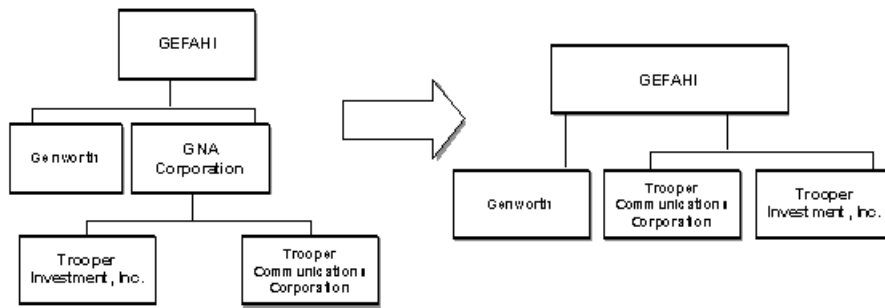 GEFAHI
Genworth
GNA
Corporation
Trooper
Investment, Inc.
Trooper
Communications
Corporation
GEFAHI
Genworth
Trooper
Communications
Corporation
Trooper
Investment, Inc.